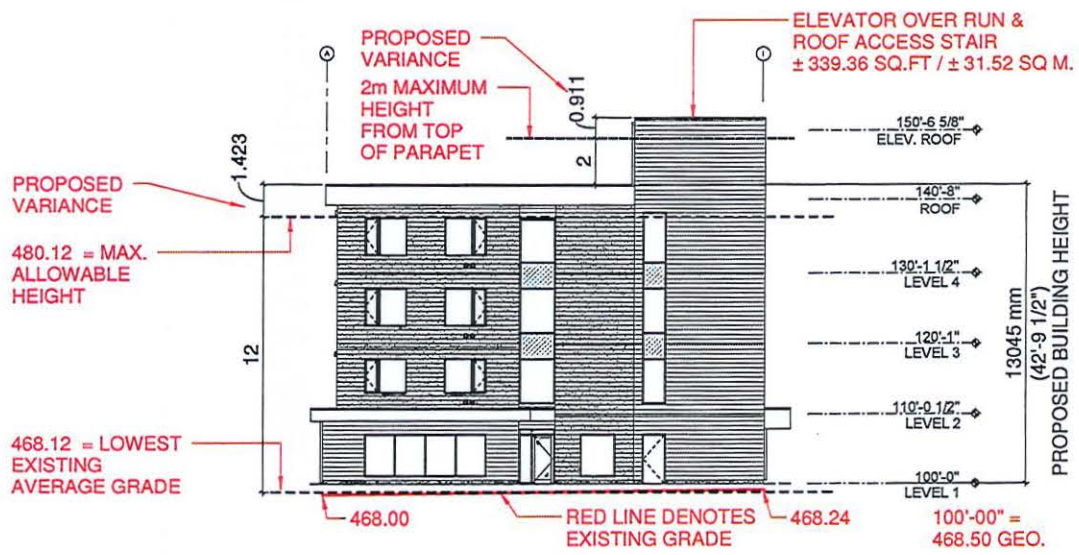 ELEVATOR OVER RUN &
ROOF ACCESS STAIR
± 339.36 SQ.FT / ± 31.52 SQ M.
PROPOSED
VARIANCE
2m MAXIMUM
HEIGHT
FROM TOP
OF PARAPET
A
1
0.911
2
150'-6 5/8"
ELEV. ROOF
1.423
PROPOSED
VARIANCE
140'-8"
ROOF
480.12 = MAX.
ALLOWABLE
HEIGHT
130'-1 1/2"
LEVEL 4
12
120'-1"
LEVEL 3
13045 mm
(42'-9 1/2")
PROPOSED BUILDING HEIGHT
110'-0 1/2"
LEVEL 2
468.12 = LOWEST
EXISTING
AVERAGE GRADE
100'-0"
LEVEL 1
468.00
RED LINE DENOTES
EXISTING GRADE
468.24
100'-00" =
468.50 GEO.